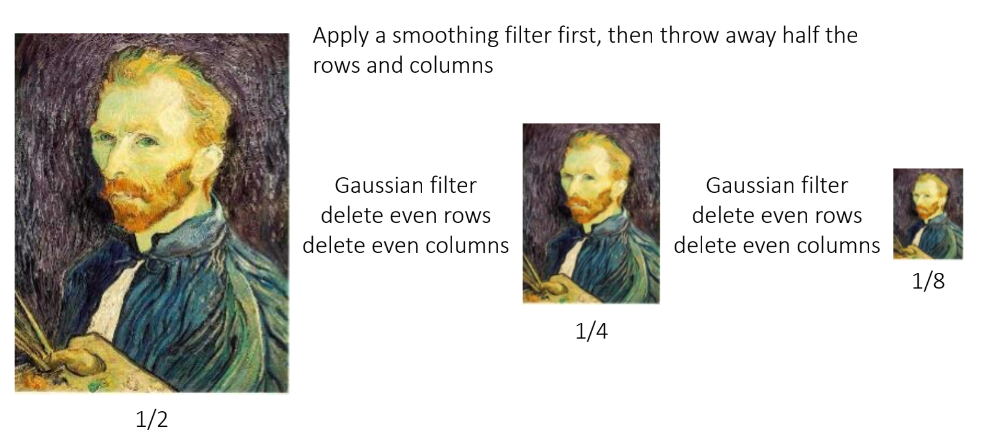 Apply a smoothing filter first, then throw away half the
rows and columns
Gaussian filter
delete even rows
delete even columns
Gaussian filter
delete even rows
delete even columns
1/2
1/4
1/8